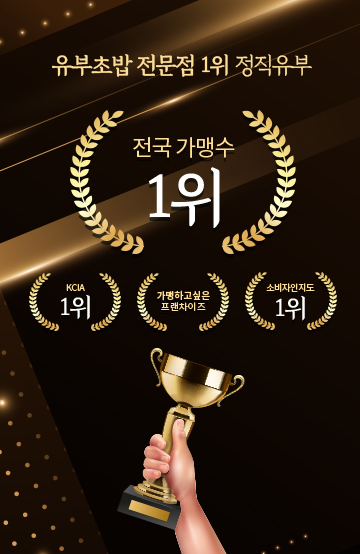 유부초밥 전문점 1위 정직유부
전국 가맹수
1위
KCIA
1위
가맹하고싶은
프랜차이즈
소비자인지도
1위